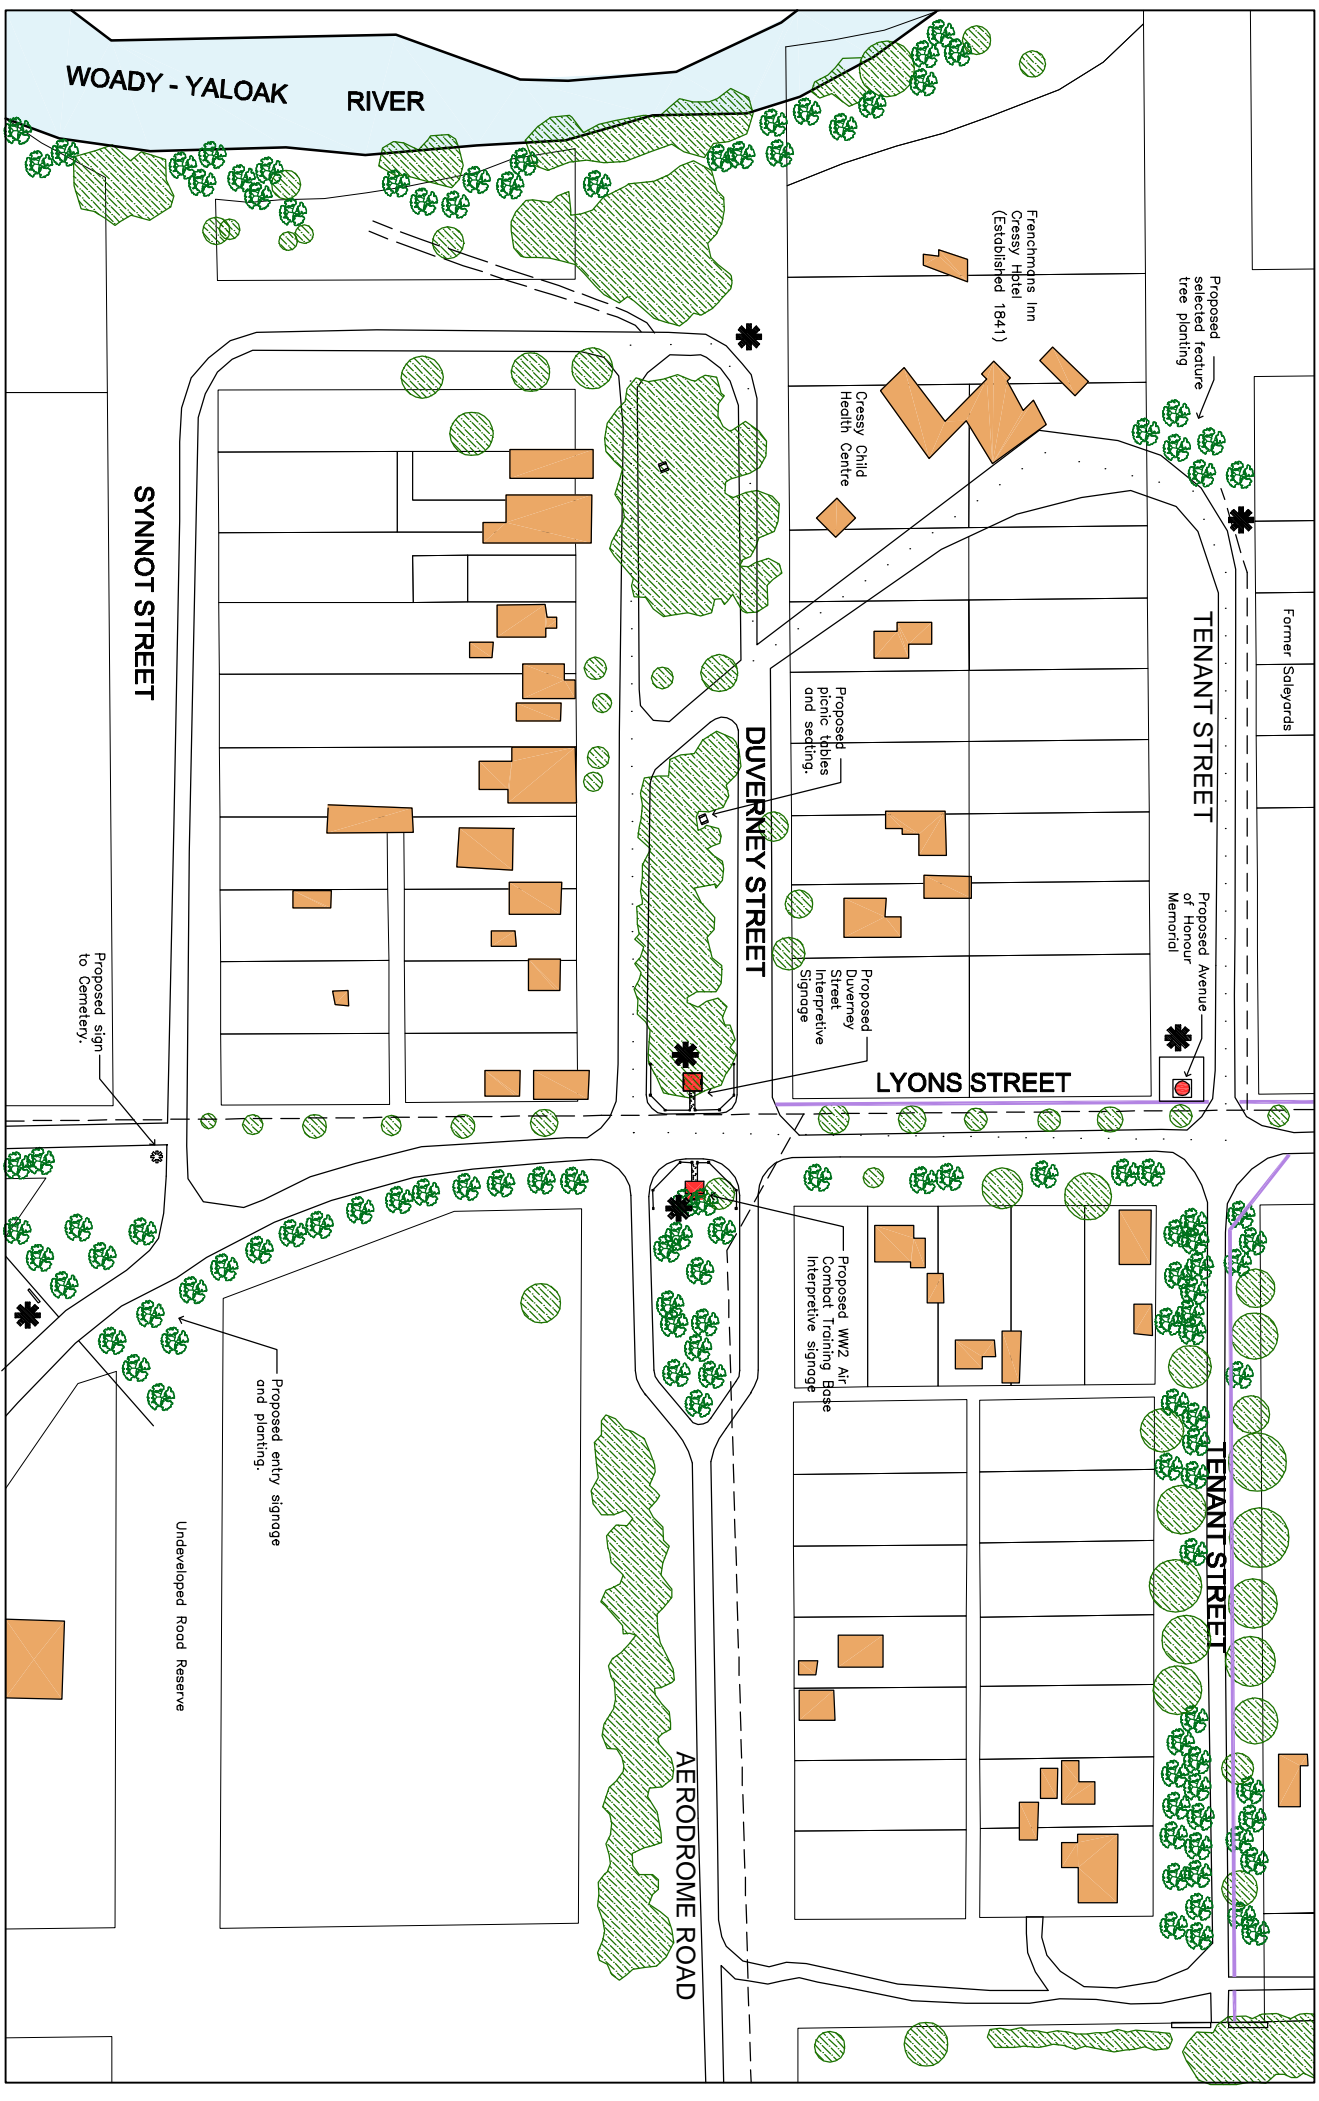 WOADY - YALOAK RIVER
Frenchmans Inn
Cressy Hotel
(Established 1841)
Proposed
selected feature
tree planting
Cressy Child
Health Centre
SYNNOT STREET
TENANT STREET
Former Saleyards
Proposed
picnic tables
and seating.
DUVERNEY STREET
Proposed Avenue
of Honour
Memorial
Proposed sign
to Cemetery.
Proposed
Duverney
Street
Interpretive
Signage
LYONS STREET
Proposed WW2 Air
Combat Training Base
Interpretive signage
Proposed entry signage
and planting.
TENANT STREET
Undeveloped Road Reserve
AERODROME ROAD